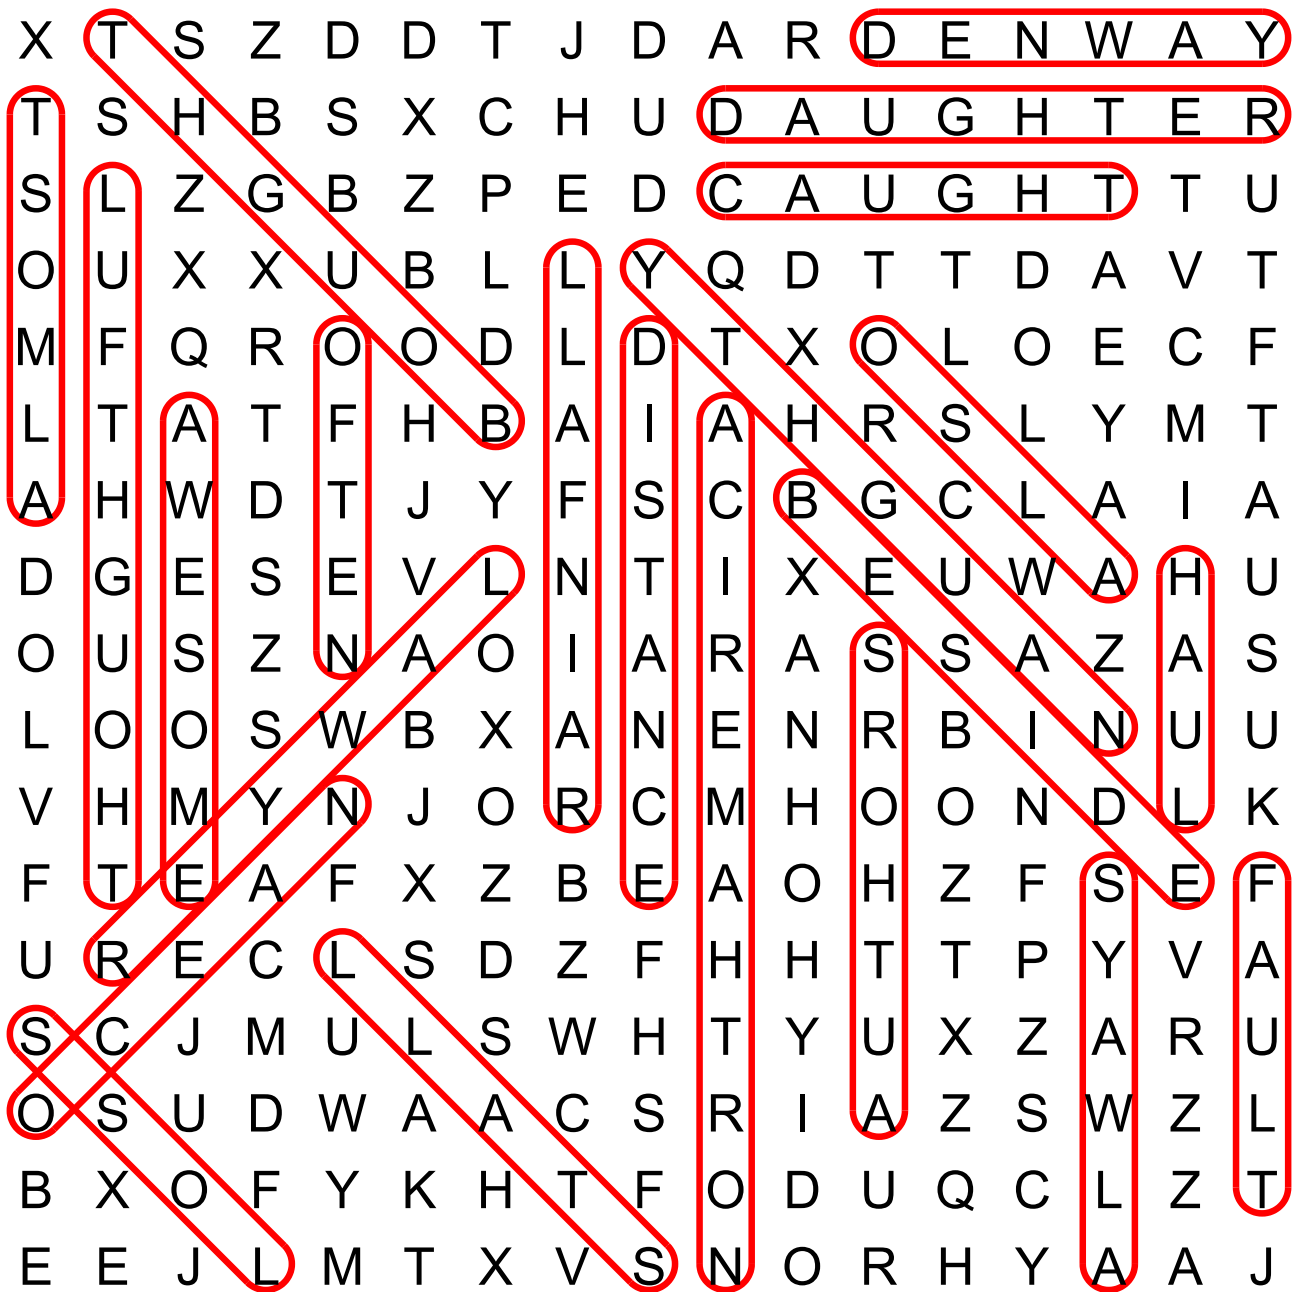 X T S Z D D T J D A R D E N W A Y
T S H B S X C H U D A U G H T E R
S L Z G B Z P E D C A U G H T T U
O U X X U B L L Y Q D T T D A V T
M F Q R O O D L D T X O L O E C F
L T A T F H B A I A H R S L Y M T
A H W D T J Y F S C B G C L A I A
D G E S E V L N T I X E U W A H U
O U S Z N A O I A R A S S A Z A S
L O O S W B X A N E N R B I N U U
V H M Y N J O R C M H O O N D L K
F T E A F X Z B E A O H Z F S E F
U R E C L S D Z F H H T T P Y V A
S C J M U L S W H T Y U X Z A R U
O S U D W A A C S R I A Z S W Z L
B X O F Y K H T F O D U Q C L Z T
E E J L M T X V S N O R H Y A A J